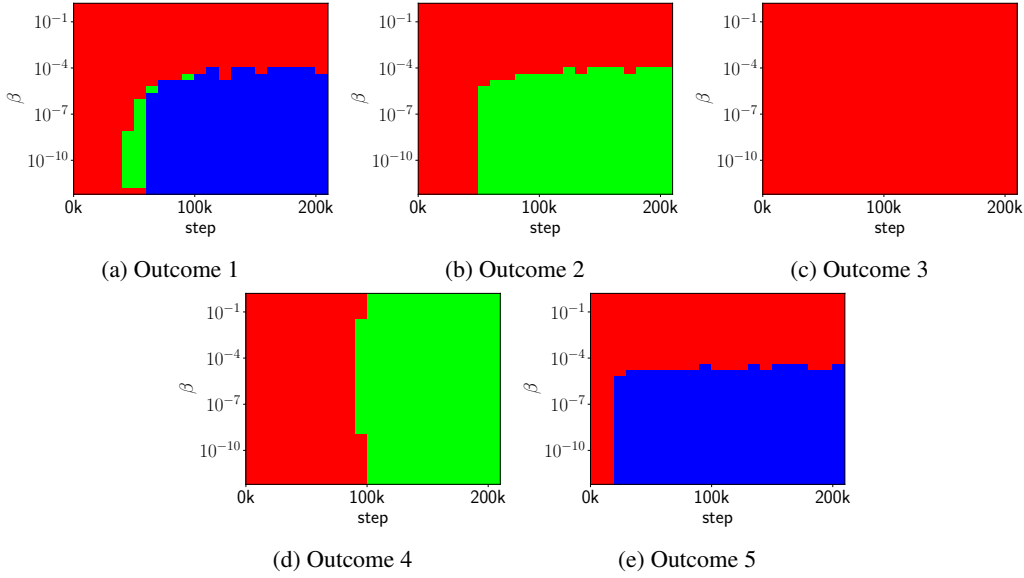 10⁻¹
10⁻⁴
10⁻⁷
10⁻¹⁰
β
0k 100k 200k
step
(a) Outcome 1
10⁻¹
10⁻⁴
10⁻⁷
10⁻¹⁰
β
0k 100k 200k
step
(b) Outcome 2
10⁻¹
10⁻⁴
10⁻⁷
10⁻¹⁰
β
0k 100k 200k
step
(c) Outcome 3
10⁻¹
10⁻⁴
10⁻⁷
10⁻¹⁰
β
0k 100k 200k
step
(d) Outcome 4
10⁻¹
10⁻⁴
10⁻⁷
10⁻¹⁰
β
0k 100k 200k
step
(e) Outcome 5